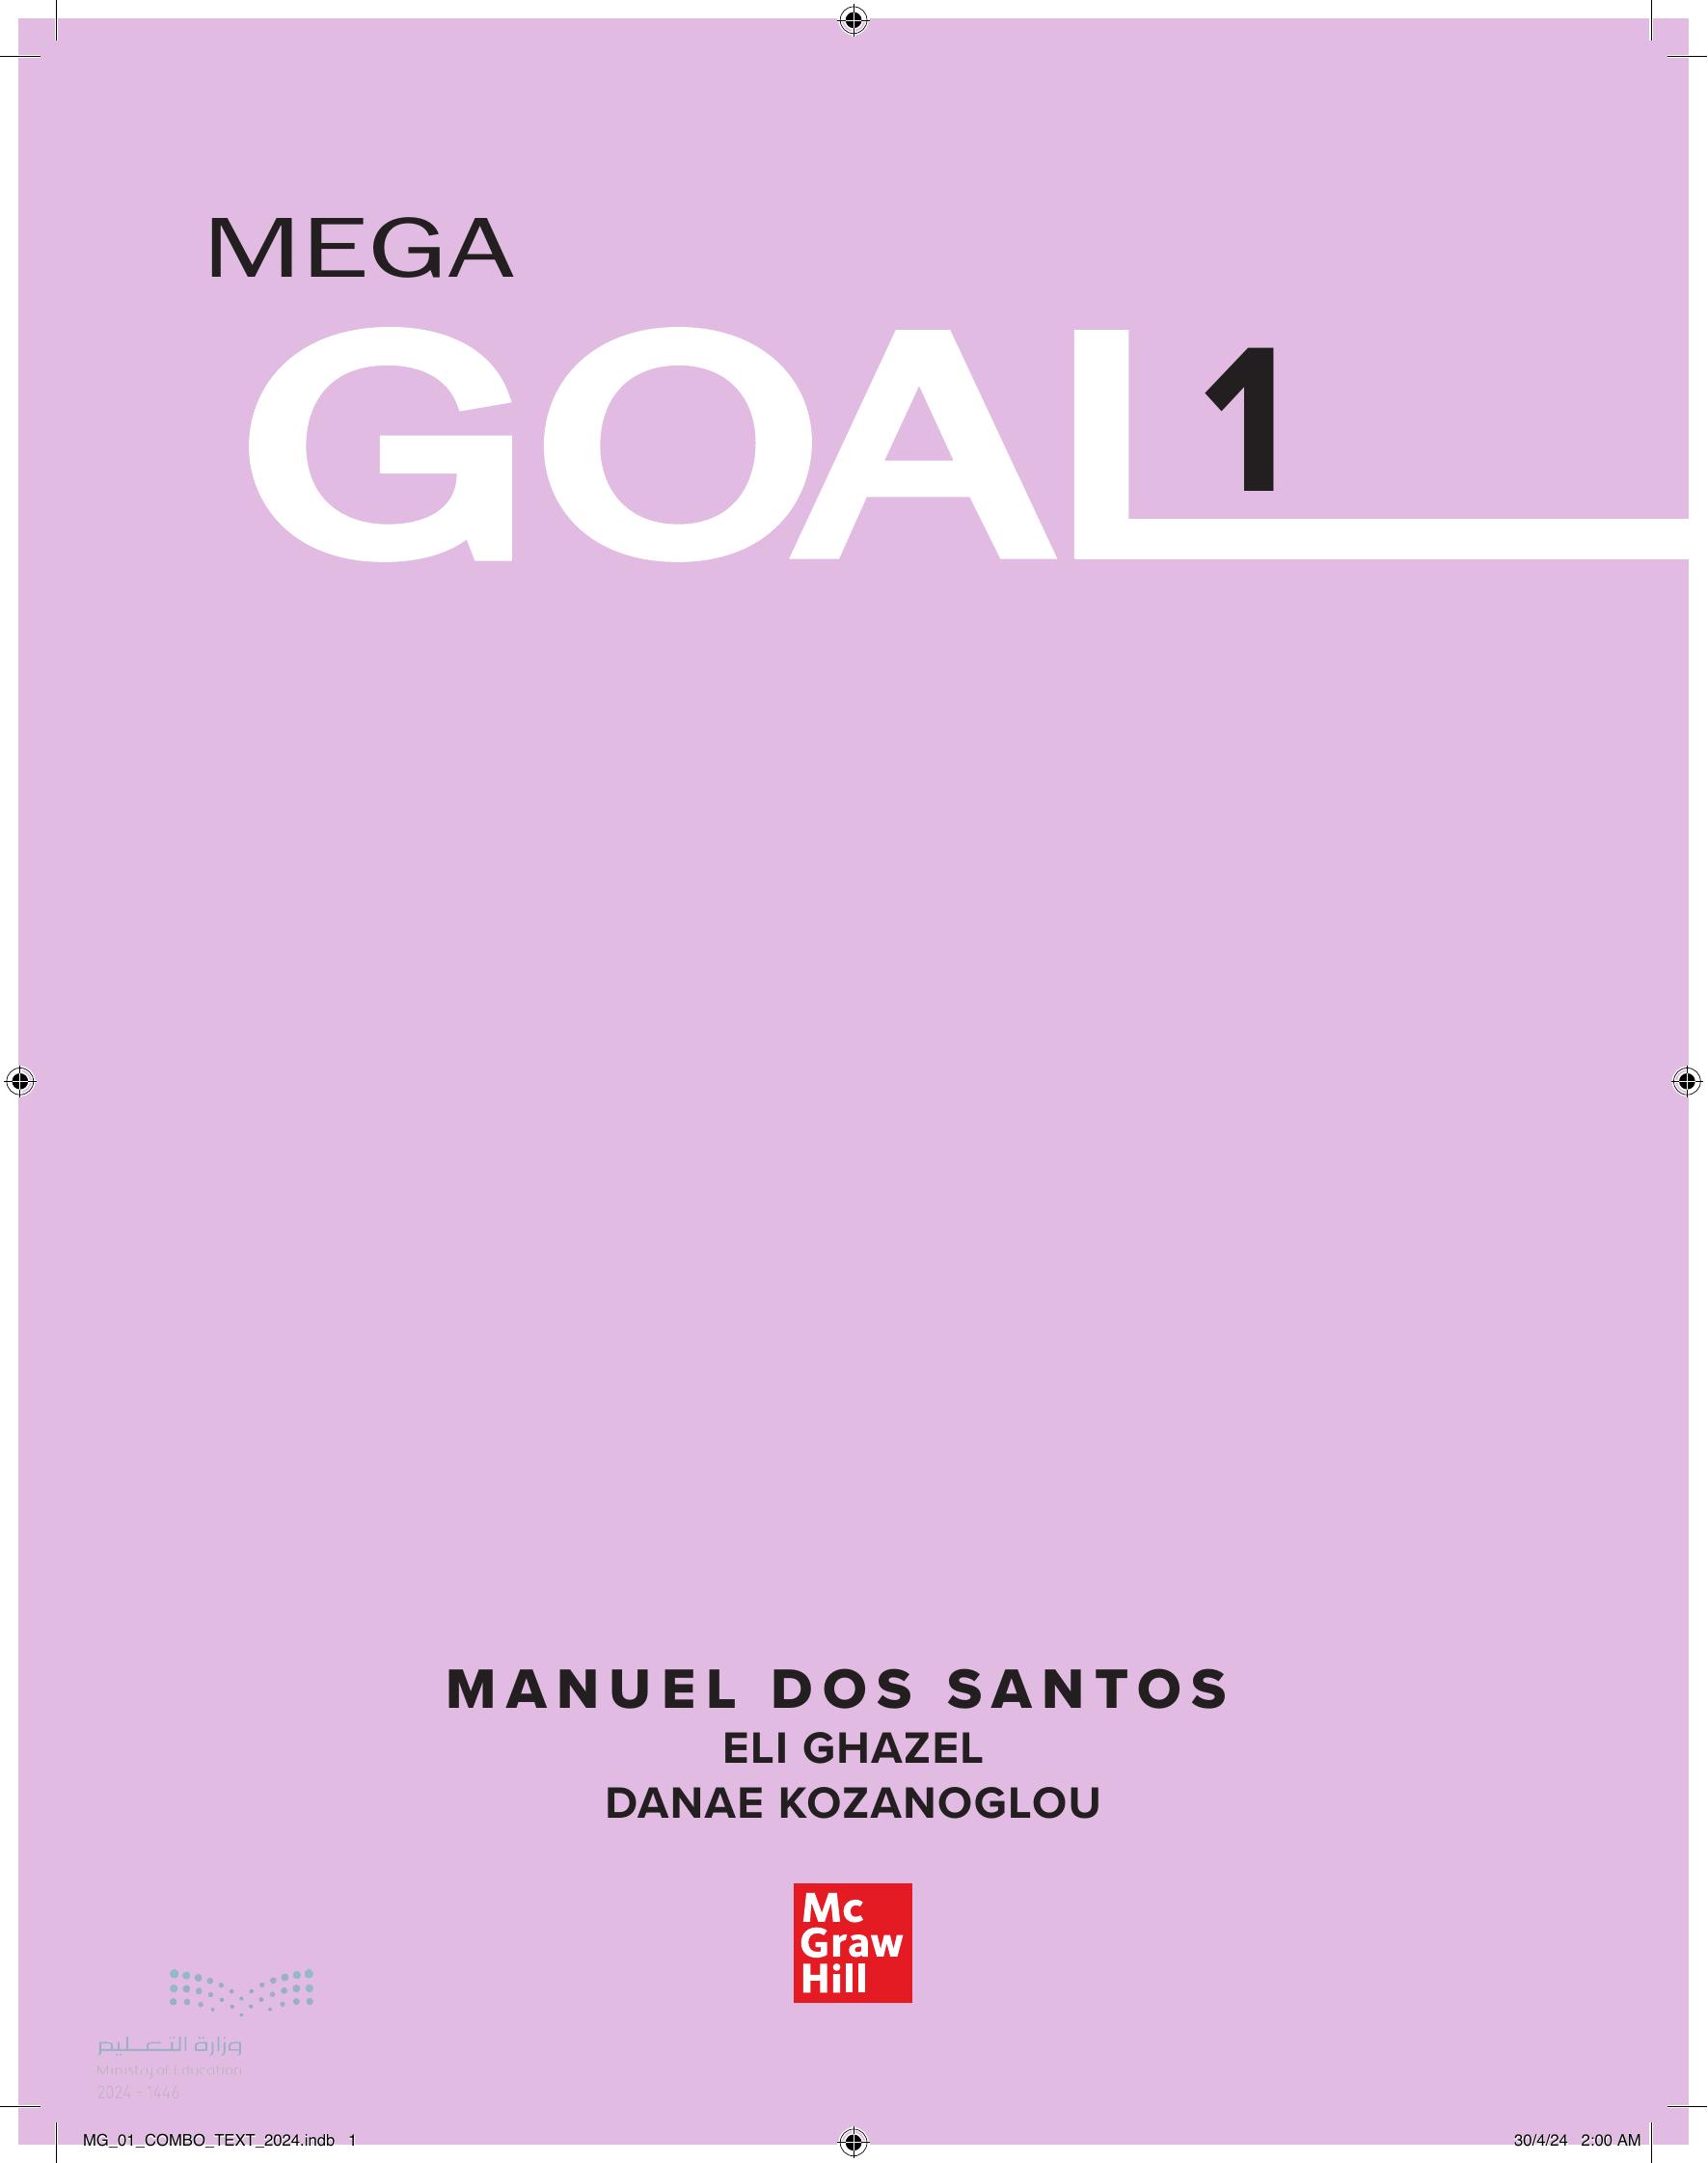 MEGA
GOAL 1
MANUEL DOS SANTOS
ELI GHAZEL
DANAE KOZANOGLOU
Mc
Graw
Hill
وزارة التعـــليم
Ministry of Education
2024 - 1446
MG_01_COMBO_TEXT_2024.indb 1
30/4/24 2:00 AM